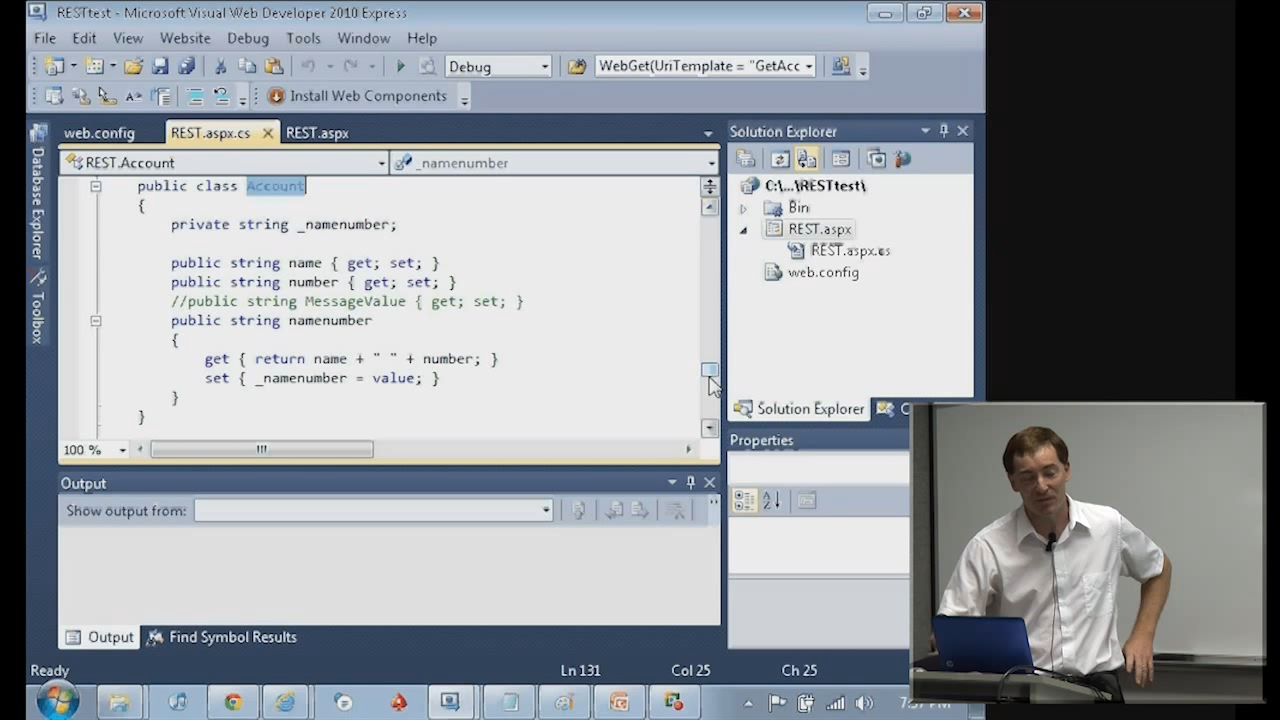 RESTtest - Microsoft Visual Web Developer 2010 Express
File Edit View Website Debug Tools Window Help
Debug WebGet(UriTemplate = "GetAcc
Install Web Components
web.config REST.aspx.cs REST.aspx
REST.Account _namenumber
public class Account
{
private string _namenumber;
public string name { get; set; }
public string number { get; set; }
//public string MessageValue { get; set; }
public string namenumber
{
get { return name + " " + number; }
set { _namenumber = value; }
}
}
100 %
Database Explorer
Toolbox
Solution Explorer
C:\...\RESTtest\
Bin
REST.aspx
REST.aspx.cs
web.config
Solution Explorer
Properties
Output
Show output from:
Output Find Symbol Results
Ready Ln 131 Col 25 Ch 25